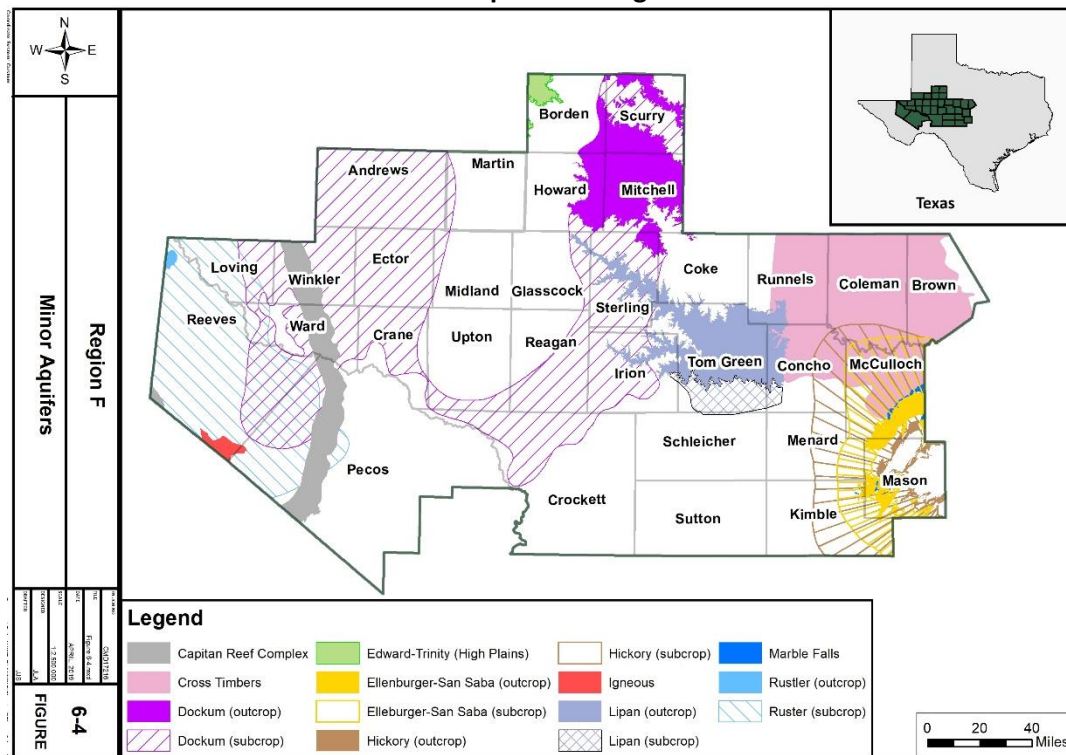 N
W E
S
Region F
Minor Aquifers
FIGURE
6-4
Texas
Borden
Scurry
Andrews
Martin
Howard
Mitchell
Loving
Winkler
Ector
Midland
Glasscock
Sterling
Coke
Runnels
Coleman
Brown
Reeves
Ward
Crane
Upton
Reagan
Irion
Tom Green
Concho
McCulloch
Pecos
Crockett
Schleicher
Menard
Mason
Sutton
Kimble
Legend
Capitan Reef Complex
Cross Timbers
Dockum (outcrop)
Dockum (subcrop)
Edward-Trinity (High Plains)
Ellenburger-San Saba (outcrop)
Elleburger-San Saba (subcrop)
Hickory (outcrop)
Hickory (subcrop)
Igneous
Lipan (outcrop)
Lipan (subcrop)
Marble Falls
Rustler (outcrop)
Ruster (subcrop)
0 20 40
Miles